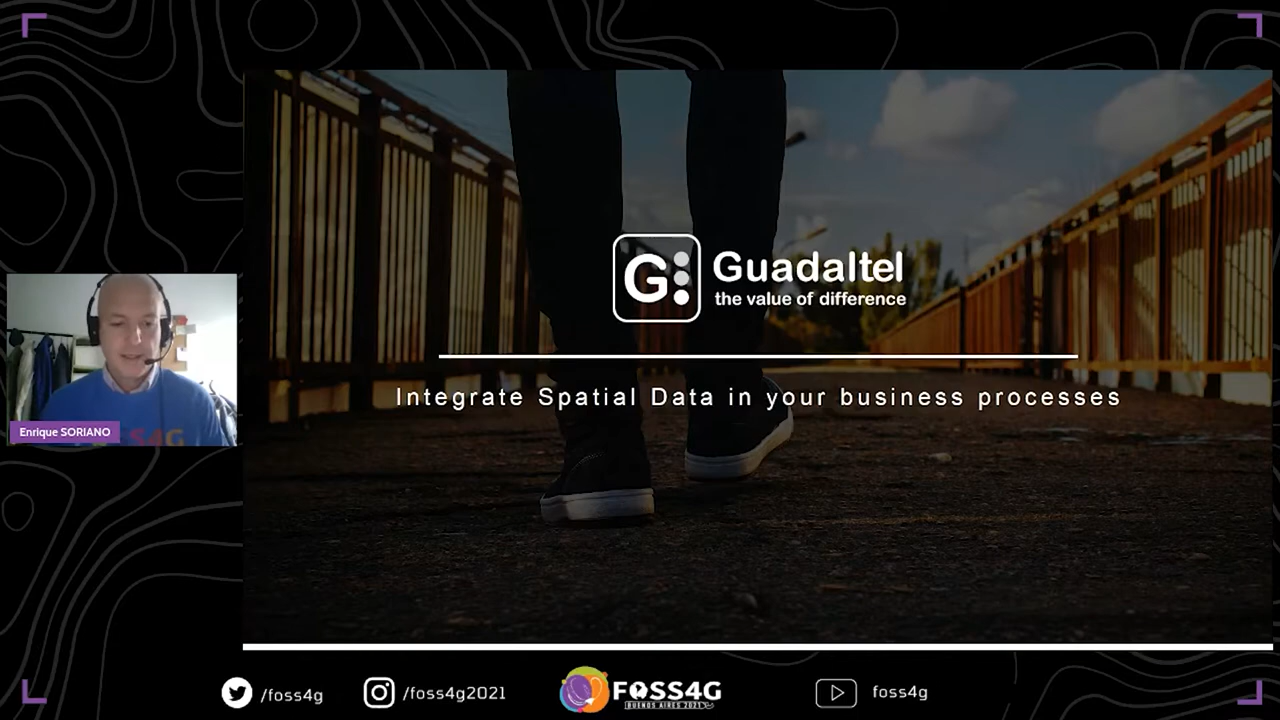 G
Guadaltel
the value of difference
Integrate Spatial Data in your business processes
Enrique SORIANO
FOSS4G
/foss4g
/foss4g2021
FOSS4G
BUENOS AIRES 2021
foss4g